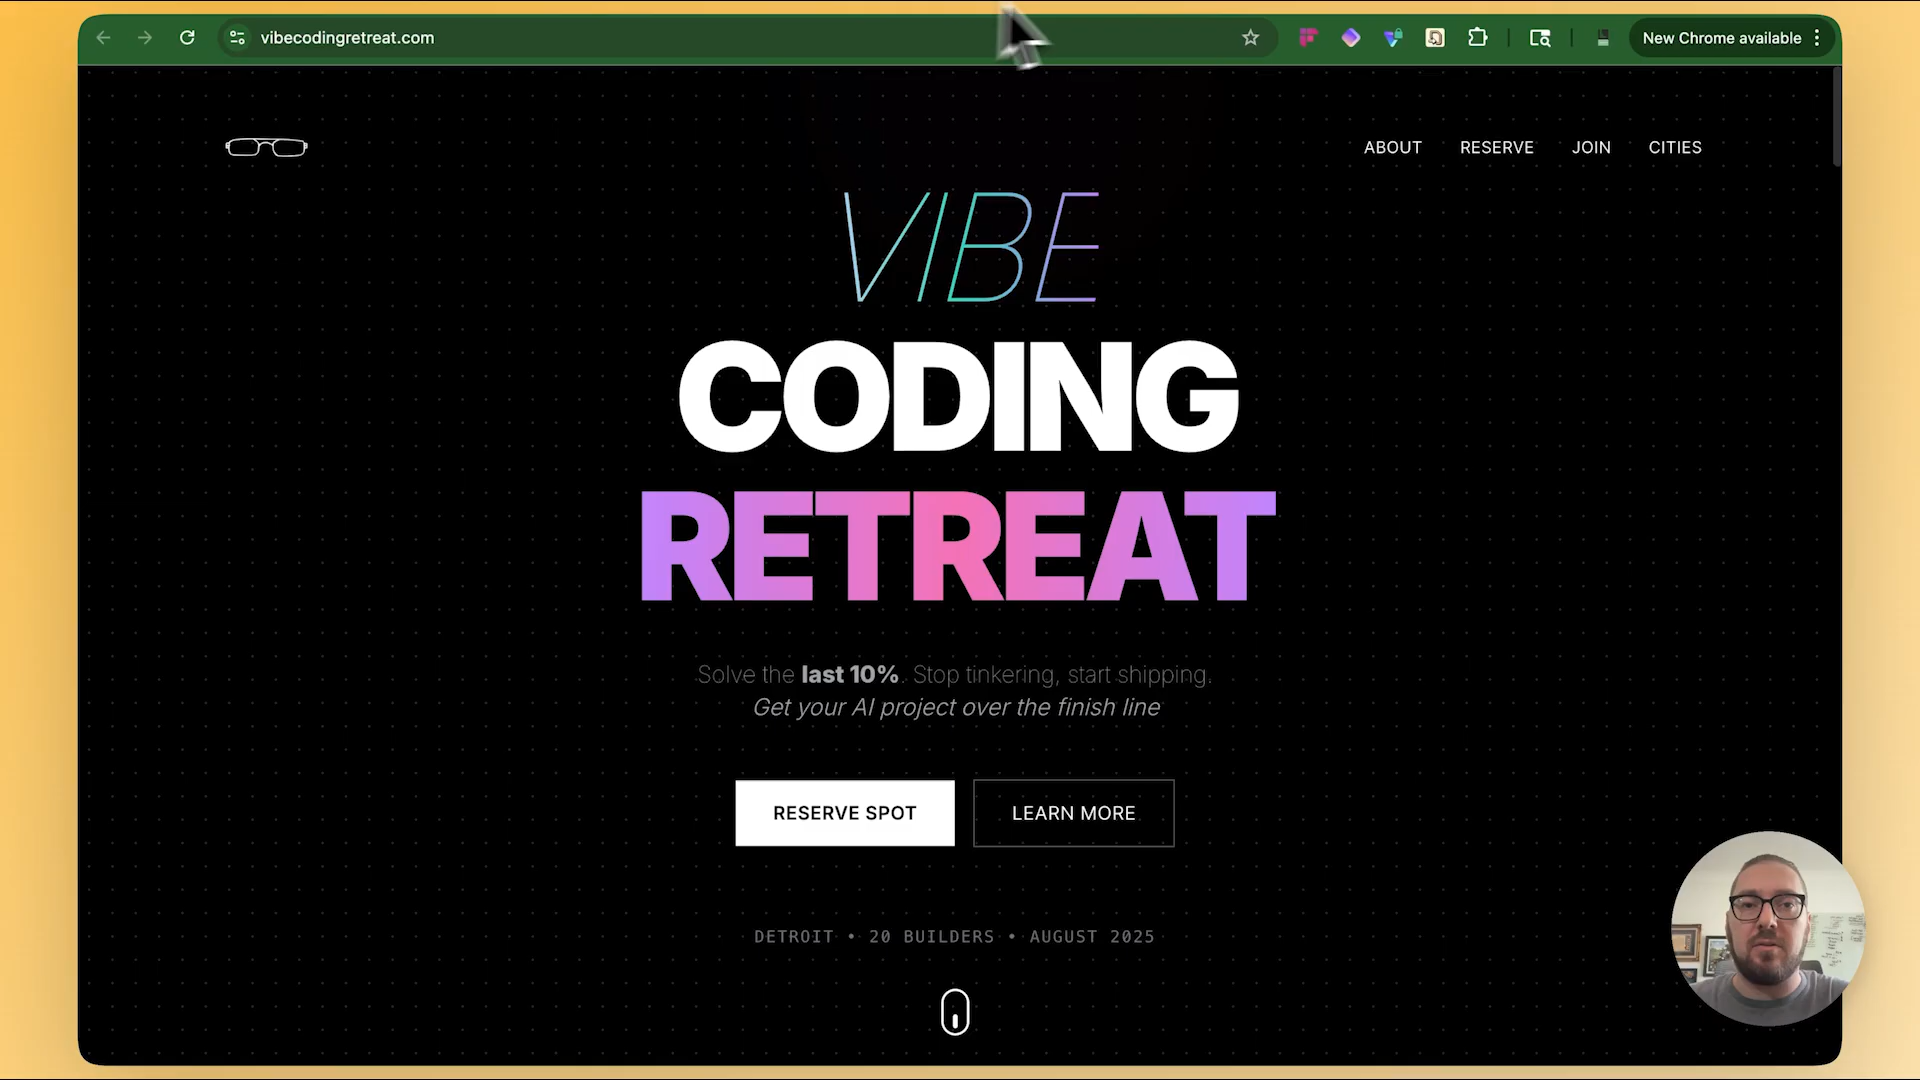 vibecodingretreat.com
New Chrome available
ABOUT
RESERVE
JOIN
CITIES
VIBE
CODING
RETREAT
Solve the last 10%. Stop tinkering, start shipping.
Get your AI project over the finish line
RESERVE SPOT
LEARN MORE
DETROIT • 20 BUILDERS • AUGUST 2025